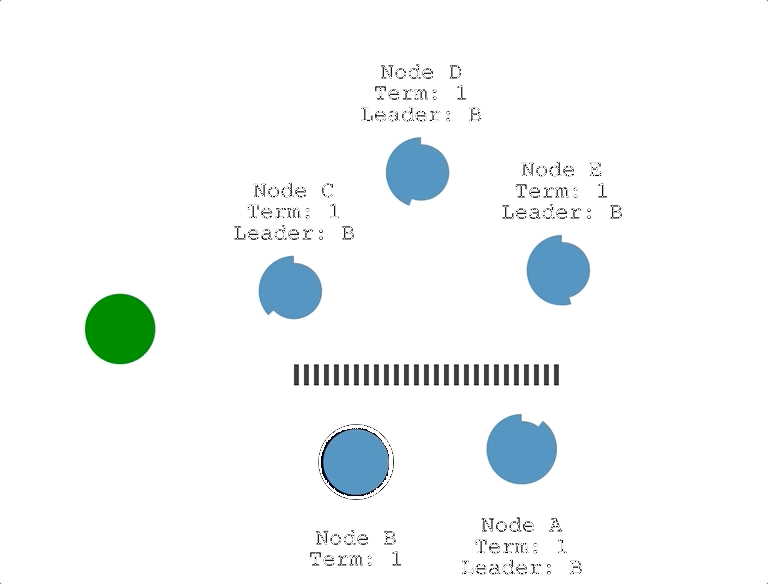 Node D
Term: 1
Leader: B
Node E
Term: 1
Leader: B
Node C
Term: 1
Leader: B
Node B
Term: 1
Node A
Term: 1
Leader: B